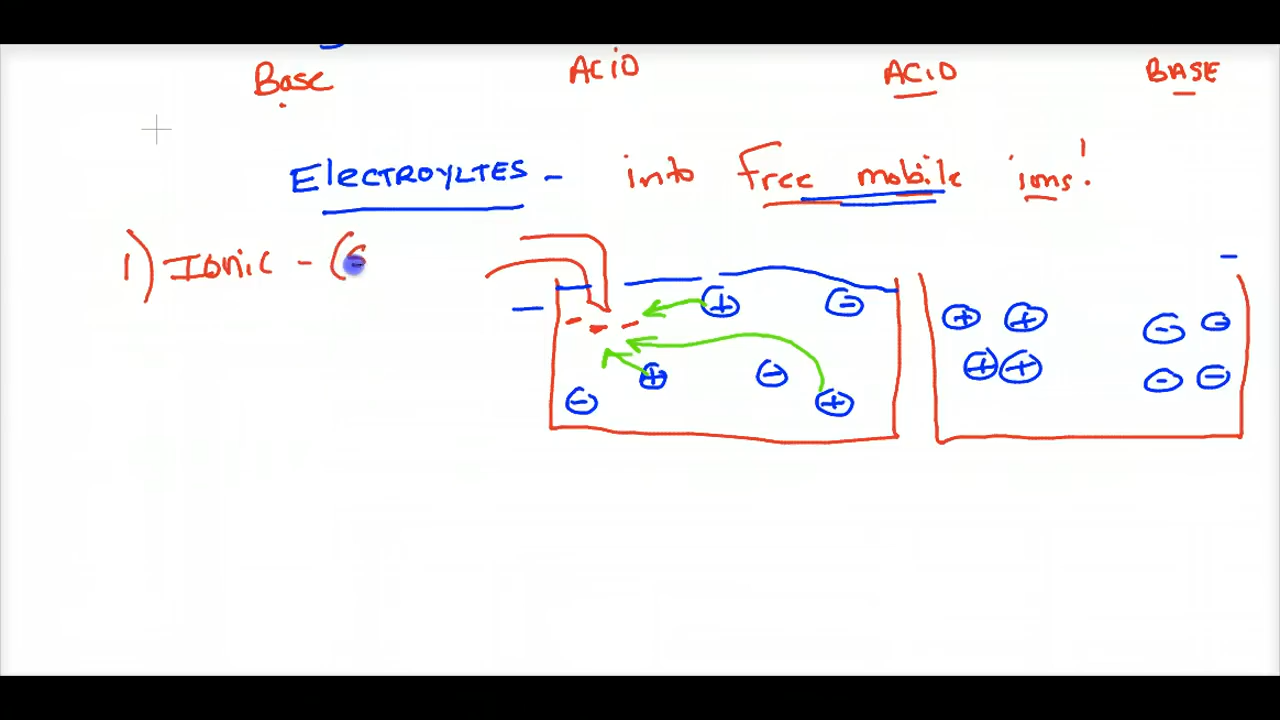 Base ACiD ACiD BASE
ElecTROYLTES - into free mobile ions!
1) Ionic - (S